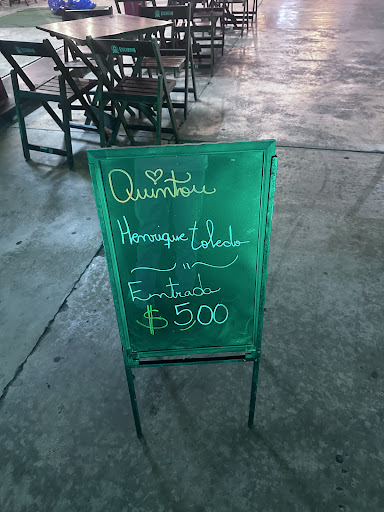 Quintou
Henrique Toledo
Entrada
$ 5,00